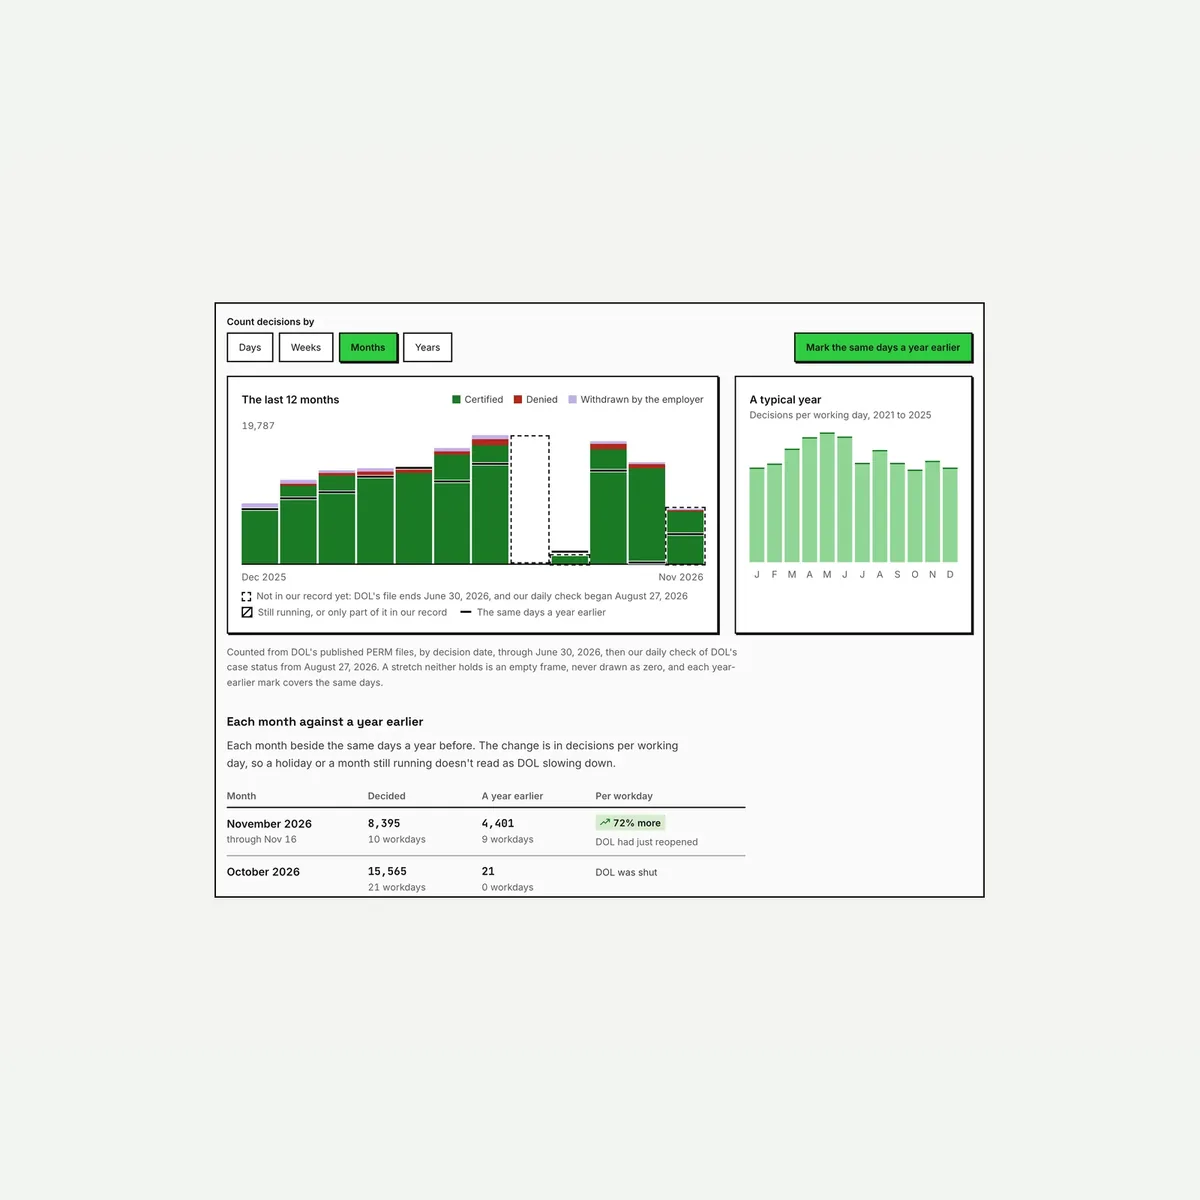 Count decisions by
Days Weeks Months Years
Mark the same days a year earlier
The last 12 months
Certified Denied Withdrawn by the employer
19,787
Dec 2025 Nov 2026
Not in our record yet: DOL's file ends June 30, 2026, and our daily check began August 27, 2026
Still running, or only part of it in our record The same days a year earlier
A typical year
Decisions per working day, 2021 to 2025
J F M A M J J A S O N D
Counted from DOL's published PERM files, by decision date, through June 30, 2026, then our daily check of DOL's
case status from August 27, 2026. A stretch neither holds is an empty frame, never drawn as zero, and each year-
earlier mark covers the same days.
Each month against a year earlier
Each month beside the same days a year before. The change is in decisions per working
day, so a holiday or a month still running doesn't read as DOL slowing down.
Month Decided A year earlier Per workday
November 2026 8,395 4,401 72% more
through Nov 16 10 workdays 9 workdays DOL had just reopened
October 2026 15,565 21 DOL was shut
21 workdays 0 workdays